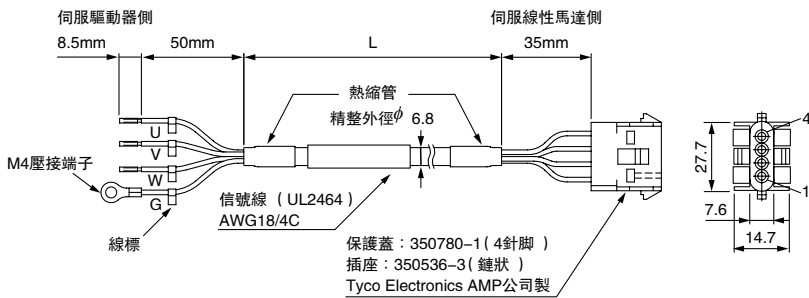 伺服驅動器側
伺服線性馬達側
8.5mm
50mm
L
35mm
熱縮管
精整外徑φ 6.8
U
V
W
G
M4壓接端子
線標
信號線（UL2464）
AWG18/4C
保護蓋：350780-1（4針腳）
插座：350536-3（鏈狀）
Tyco Electronics AMP公司製
27.7
4
1
7.6
14.7